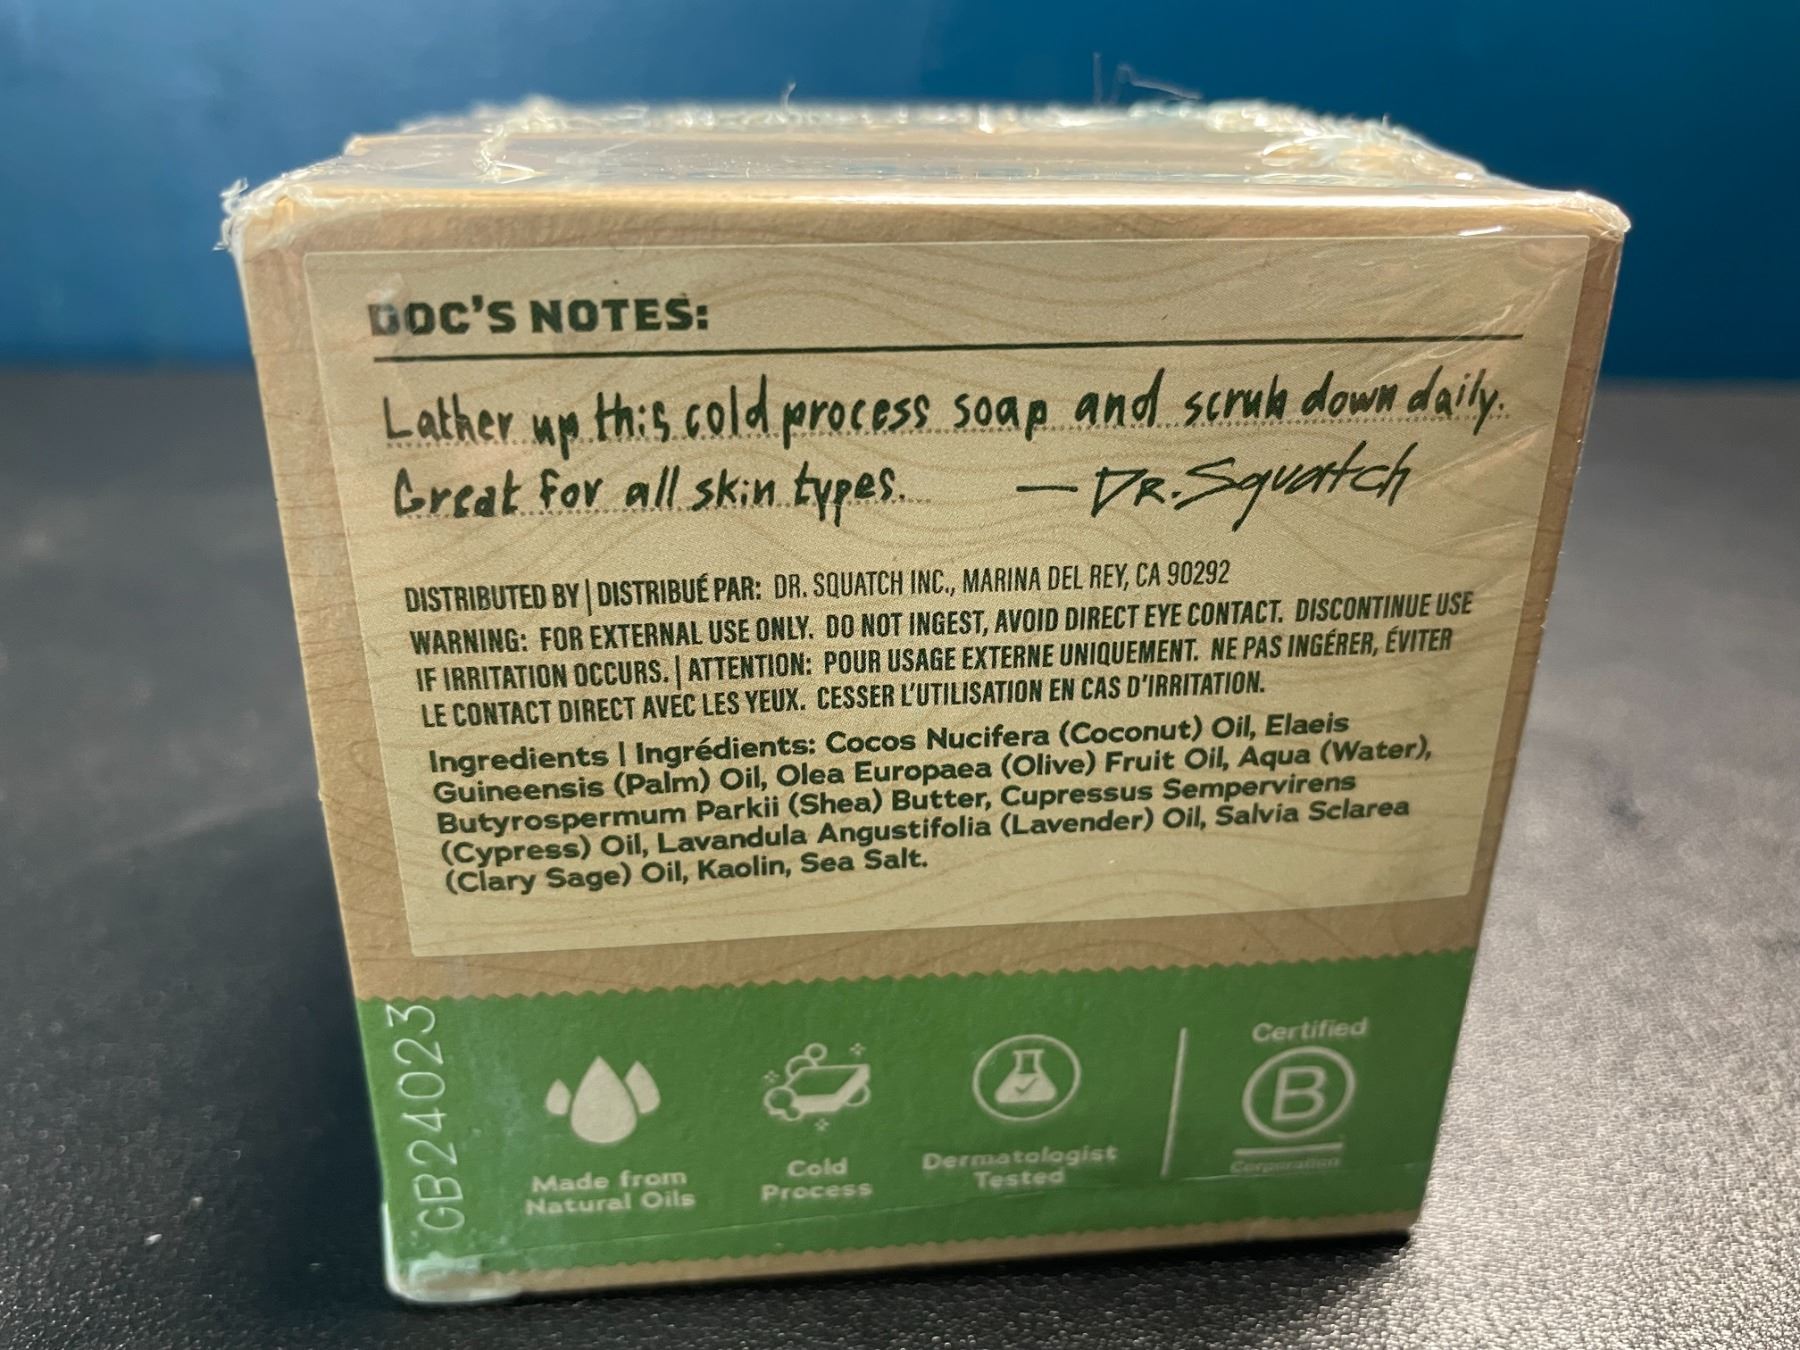 DOC'S NOTES:
Lather up this cold process soap and scrub down daily.
Great for all skin types. — DR. Squatch
DISTRIBUTED BY | DISTRIBUÉ PAR: DR. SQUATCH INC., MARINA DEL REY, CA 90292
WARNING: FOR EXTERNAL USE ONLY. DO NOT INGEST, AVOID DIRECT EYE CONTACT. DISCONTINUE USE
IF IRRITATION OCCURS. | ATTENTION: POUR USAGE EXTERNE UNIQUEMENT. NE PAS INGÉRER, ÉVITER
LE CONTACT DIRECT AVEC LES YEUX. CESSER L'UTILISATION EN CAS D'IRRITATION.
Ingredients | Ingrédients: Cocos Nucifera (Coconut) Oil, Elaeis
Guineensis (Palm) Oil, Olea Europaea (Olive) Fruit Oil, Aqua (Water),
Butyrospermum Parkii (Shea) Butter, Cupressus Sempervirens
(Cypress) Oil, Lavandula Angustifolia (Lavender) Oil, Salvia Sclarea
(Clary Sage) Oil, Kaolin, Sea Salt.
GB24023
Made from
Natural Oils
Cold
Process
Dermatologist
Tested
Certified
B
Corporation